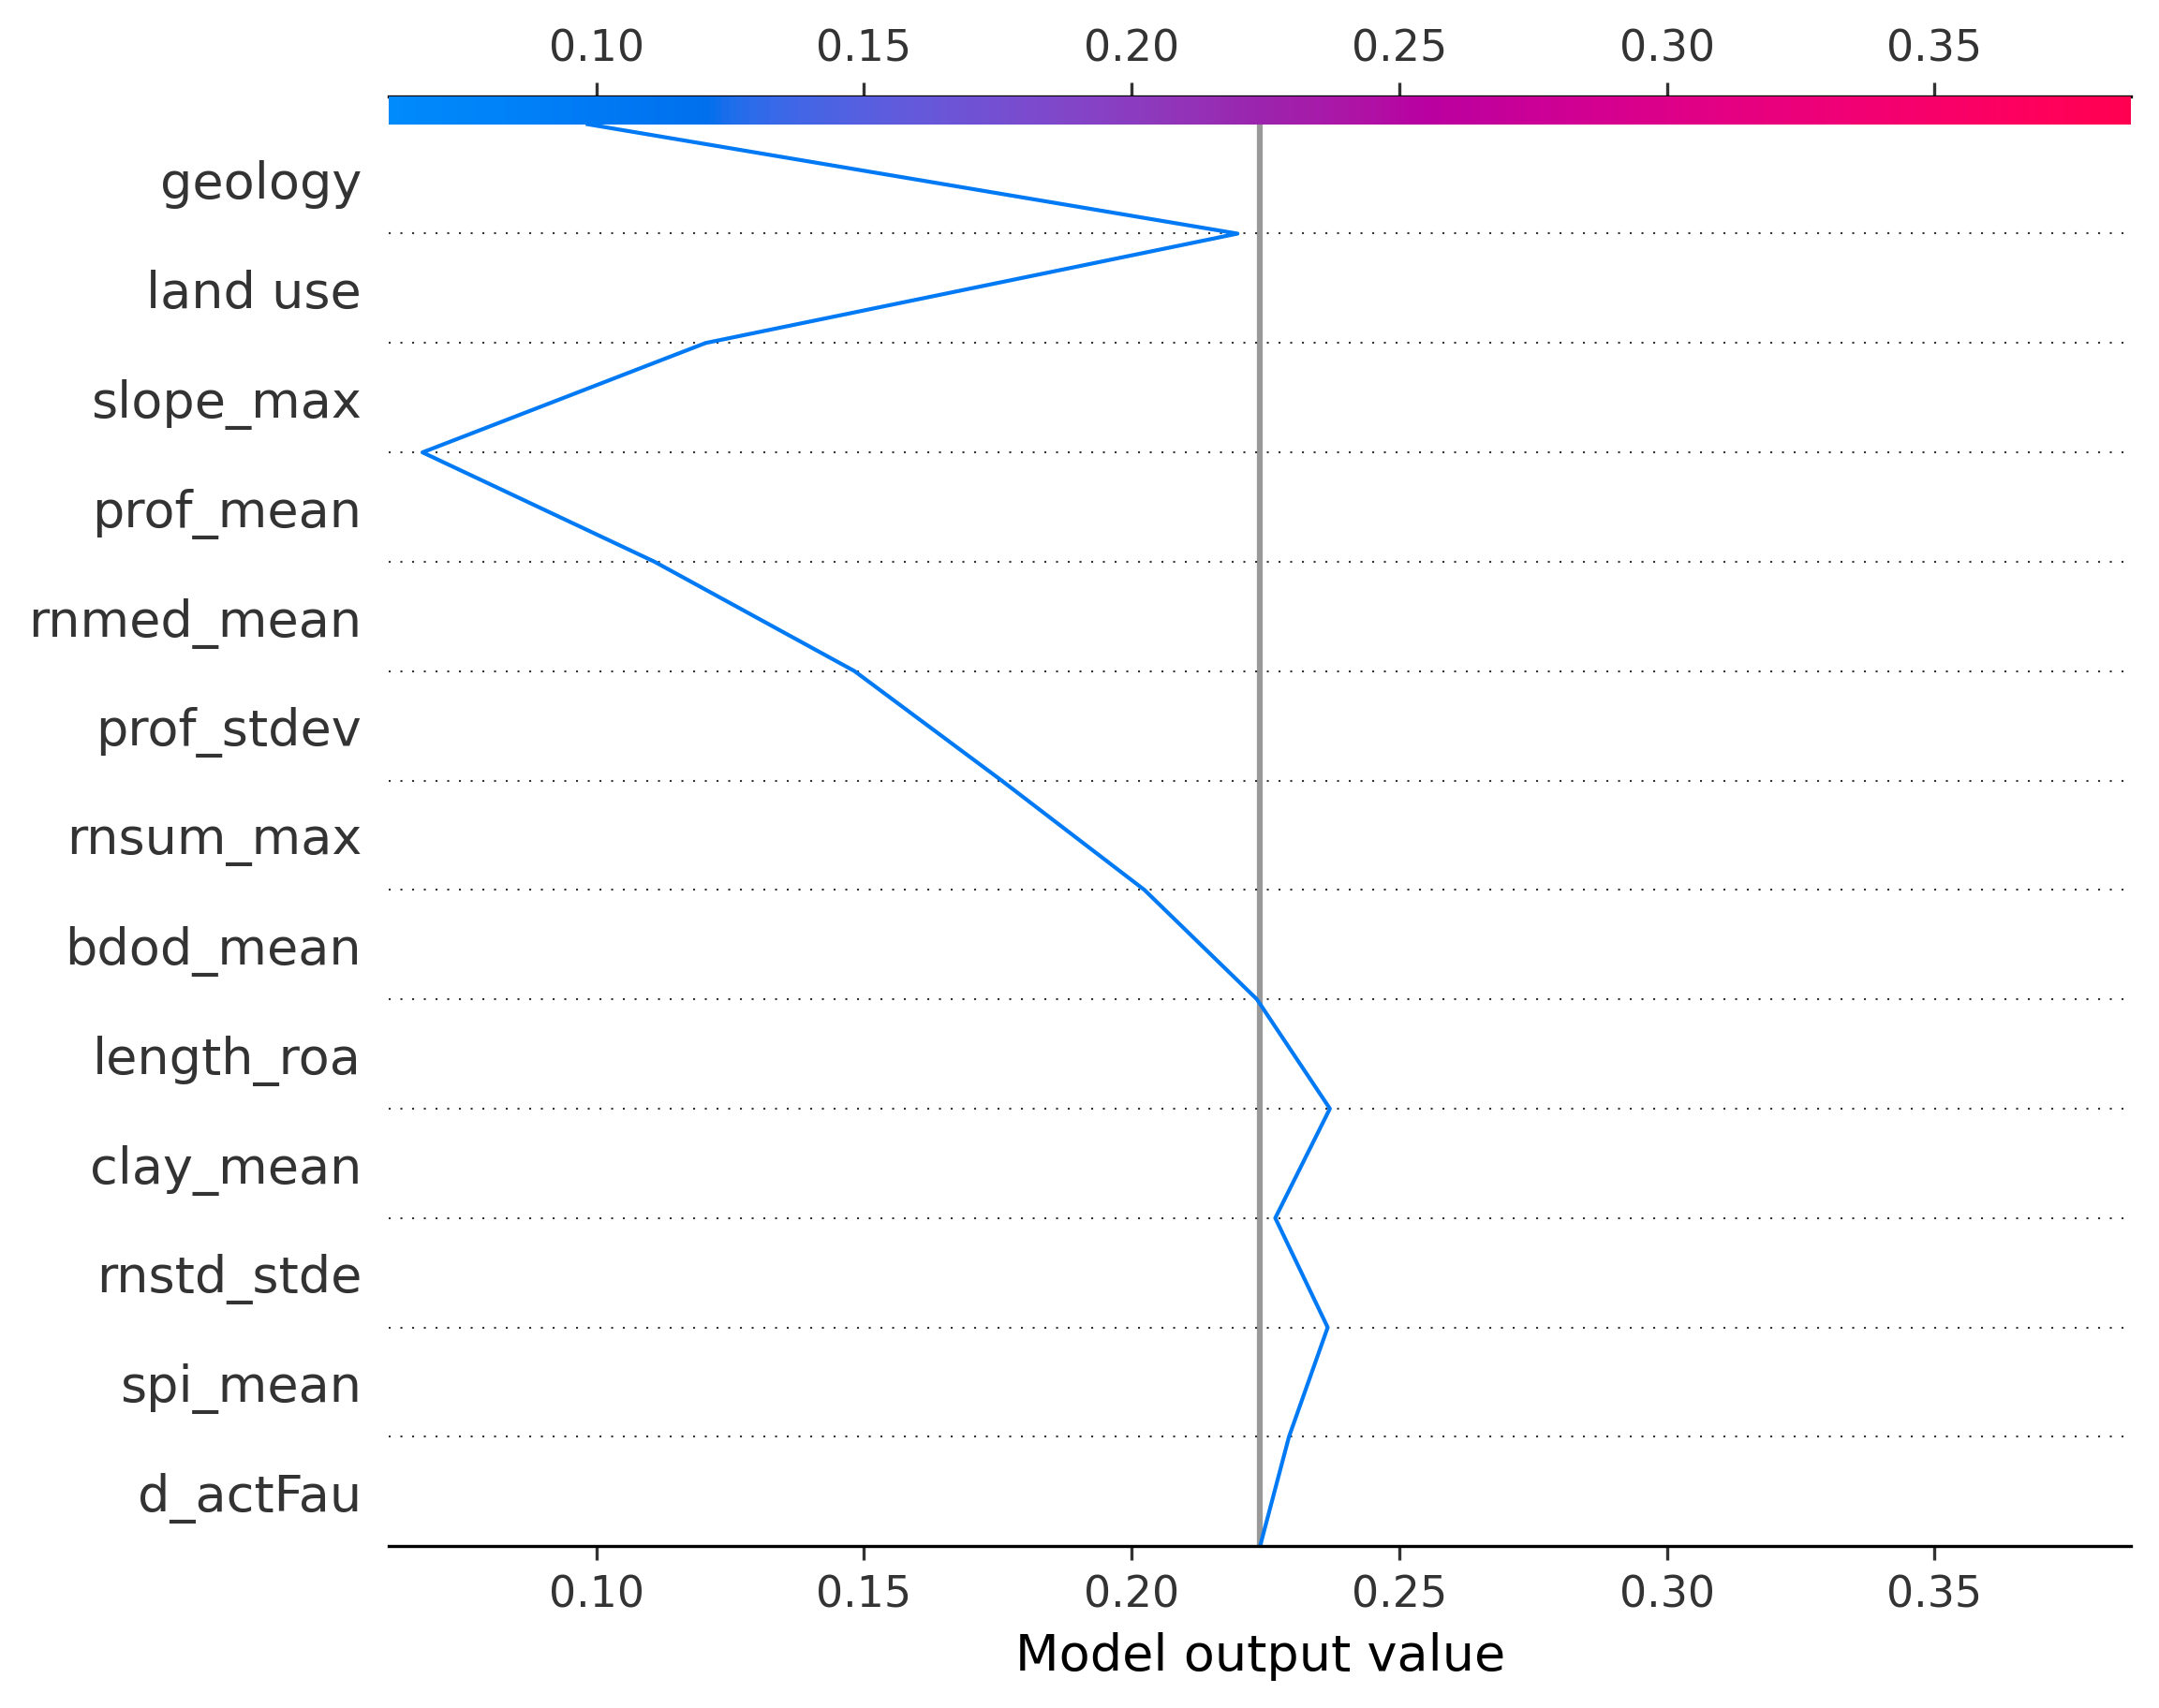 0.10 0.15 0.20 0.25 0.30 0.35
geology
land use
slope_max
prof_mean
rnmed_mean
prof_stdev
rnsum_max
bdod_mean
length_roa
clay_mean
rnstd_stde
spi_mean
d_actFau
0.10 0.15 0.20 0.25 0.30 0.35
Model output value